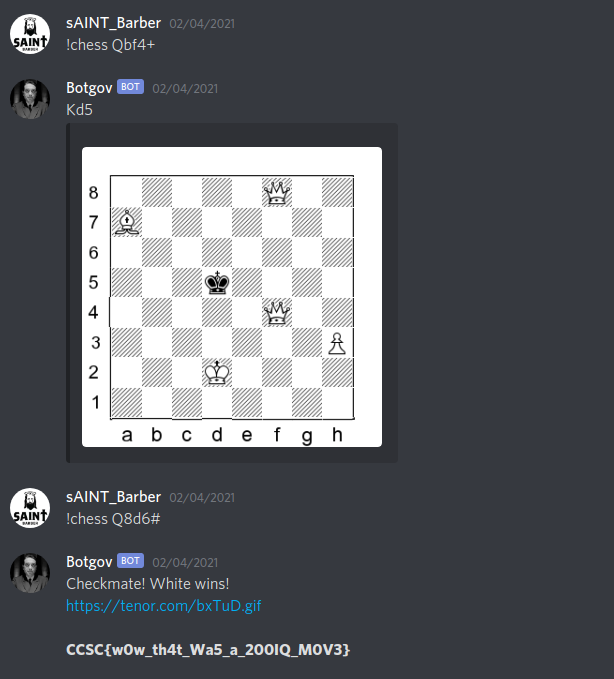 sAINT_Barber 02/04/2021
!chess Qbf4+
SAINT
BARBER
Botgov BOT 02/04/2021
Kd5
8
7
6
5
4
3
2
1
a b c d e f g h
sAINT_Barber 02/04/2021
!chess Q8d6#
SAINT
BARBER
Botgov BOT 02/04/2021
Checkmate! White wins!
https://tenor.com/bxTuD.gif
CCSC{w0w_th4t_Wa5_a_200IQ_M0V3}